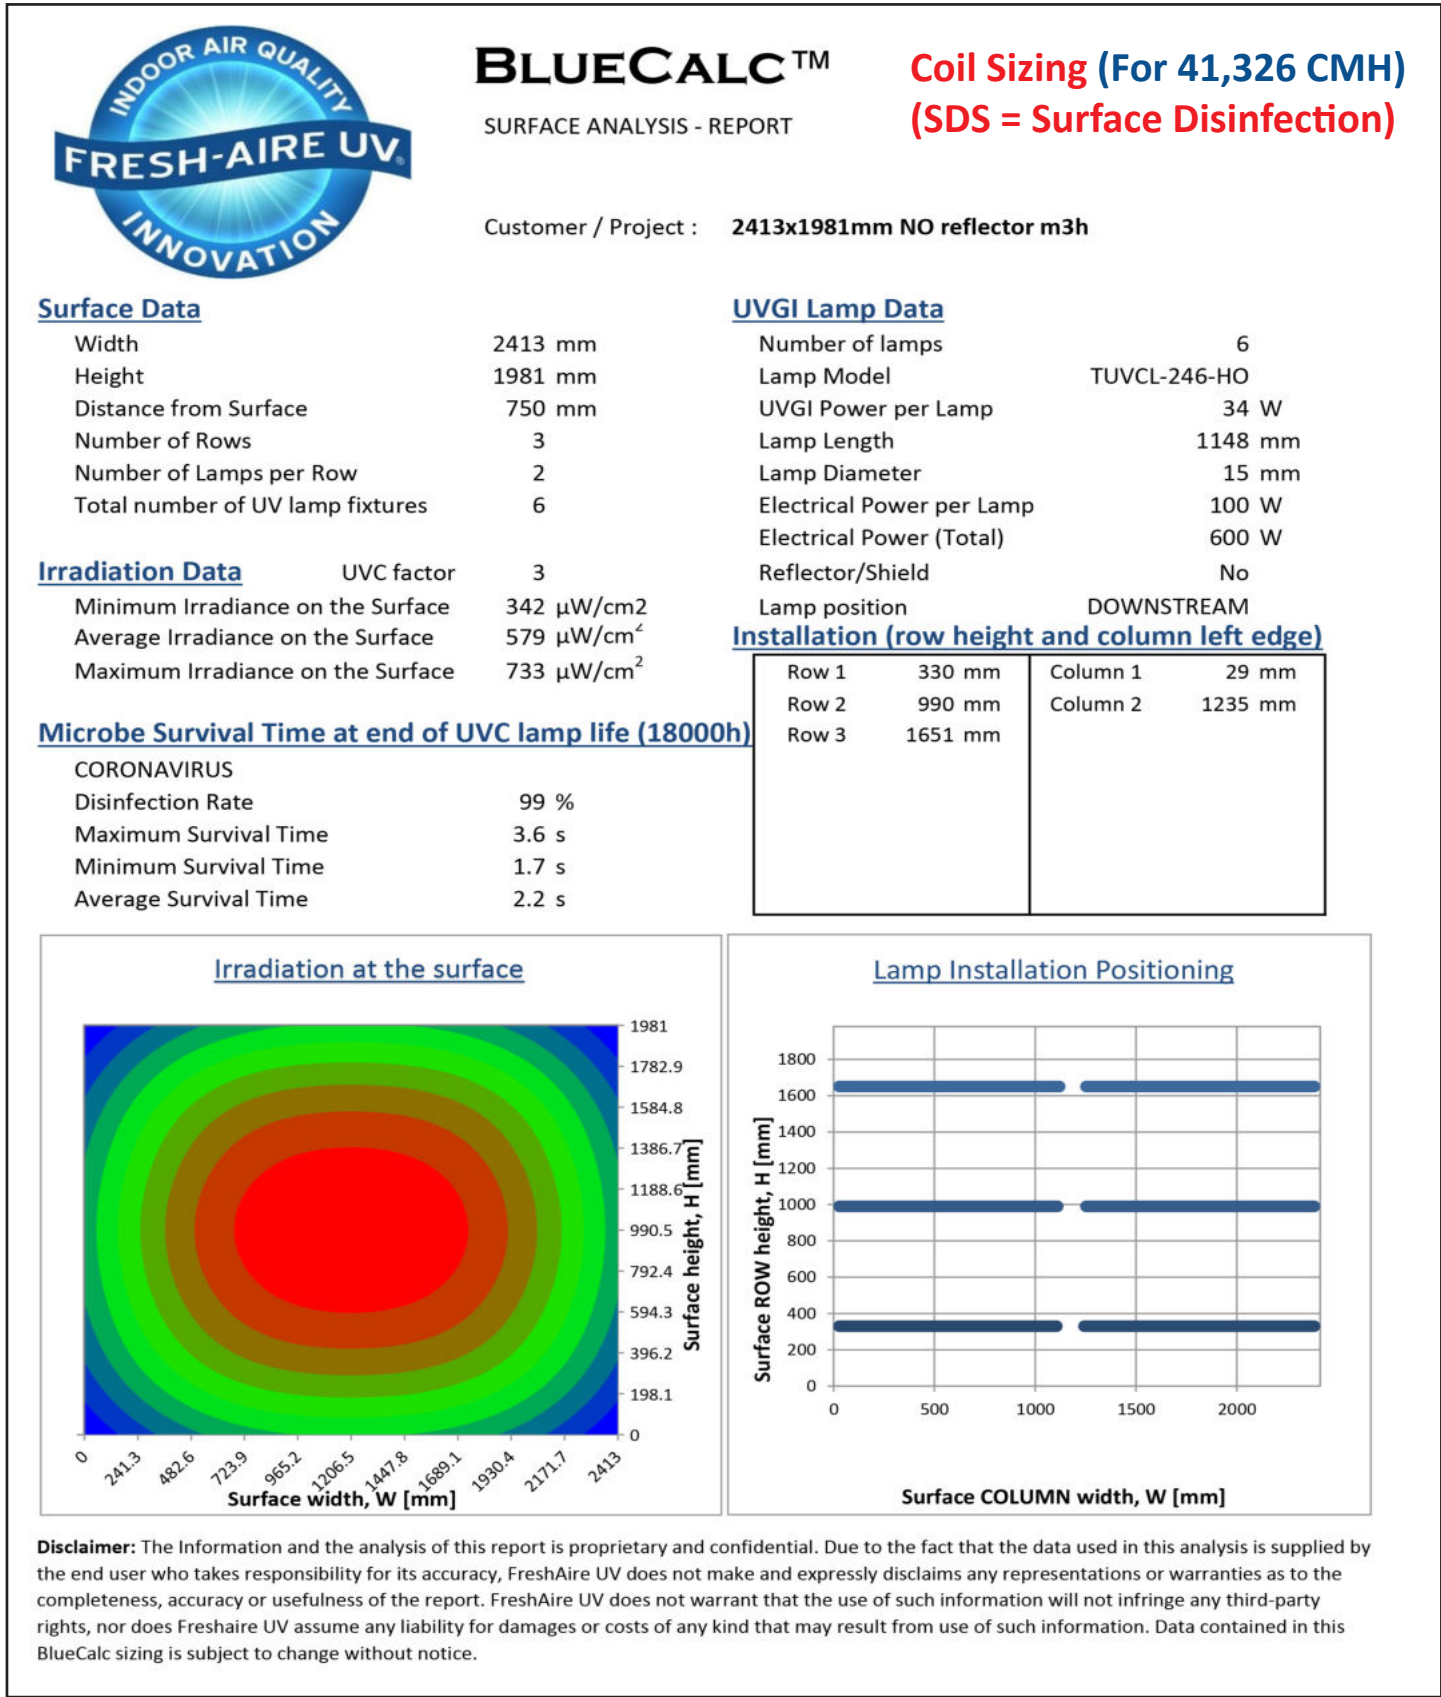 INDOOR AIR QUALITY
FRESH-AIRE UV®
INNOVATION
BLUECALC™
SURFACE ANALYSIS - REPORT
Coil Sizing (For 41,326 CMH)
(SDS = Surface Disinfection)
Customer / Project : 2413x1981mm NO reflector m3h
Surface Data
Width 2413 mm
Height 1981 mm
Distance from Surface 750 mm
Number of Rows 3
Number of Lamps per Row 2
Total number of UV lamp fixtures 6
Irradiation Data UVC factor 3
Minimum Irradiance on the Surface 342 µW/cm2
Average Irradiance on the Surface 579 µW/cm²
Maximum Irradiance on the Surface 733 µW/cm²
Microbe Survival Time at end of UVC lamp life (18000h)
CORONAVIRUS
Disinfection Rate 99 %
Maximum Survival Time 3.6 s
Minimum Survival Time 1.7 s
Average Survival Time 2.2 s
UVGI Lamp Data
Number of lamps 6
Lamp Model TUVCL-246-HO
UVGI Power per Lamp 34 W
Lamp Length 1148 mm
Lamp Diameter 15 mm
Electrical Power per Lamp 100 W
Electrical Power (Total) 600 W
Reflector/Shield No
Lamp position DOWNSTREAM
Installation (row height and column left edge)
Row 1 330 mm Column 1 29 mm
Row 2 990 mm Column 2 1235 mm
Row 3 1651 mm
Irradiation at the surface
1981
1782.9
1584.8
1386.7
1188.6
990.5
792.4
594.3
396.2
198.1
0
Surface height, H [mm]
0 241.3 482.6 723.9 965.2 1206.5 1447.8 1689.1 1930.4 2171.7 2413
Surface width, W [mm]
Lamp Installation Positioning
1800
1600
1400
1200
1000
800
600
400
200
0
Surface ROW height, H [mm]
0 500 1000 1500 2000
Surface COLUMN width, W [mm]
Disclaimer: The Information and the analysis of this report is proprietary and confidential. Due to the fact that the data used in this analysis is supplied by
the end user who takes responsibility for its accuracy, FreshAire UV does not make and expressly disclaims any representations or warranties as to the
completeness, accuracy or usefulness of the report. FreshAire UV does not warrant that the use of such information will not infringe any third-party
rights, nor does Freshaire UV assume any liability for damages or costs of any kind that may result from use of such information. Data contained in this
BlueCalc sizing is subject to change without notice.